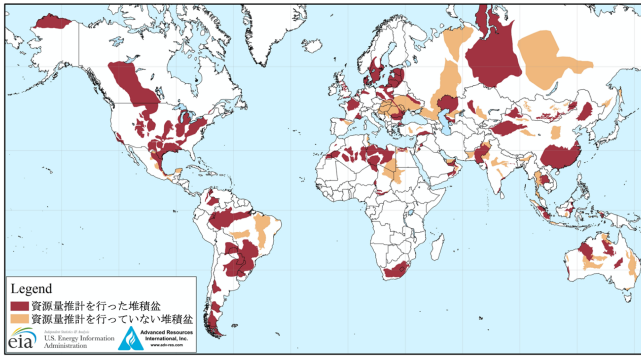 Legend
資源量推計を行った堆積盆
資源量推計を行っていない堆積盆
eia
U.S. Energy Information
Administration
Advanced Resources
International, Inc.
www.adv-res.com